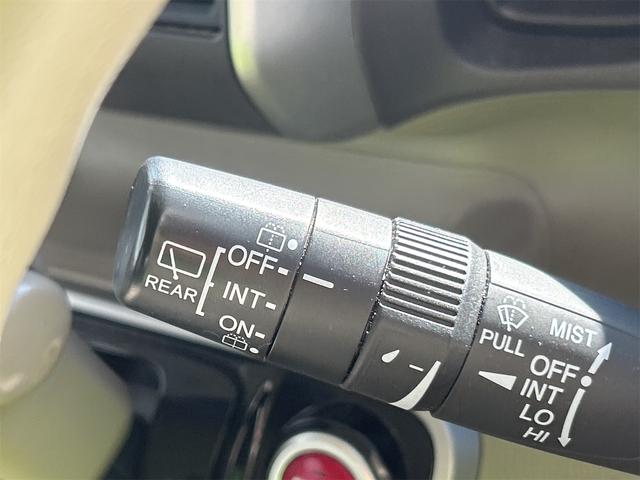 REAR
OFF
INT
ON
PULL
MIST
OFF
INT
LO
HI